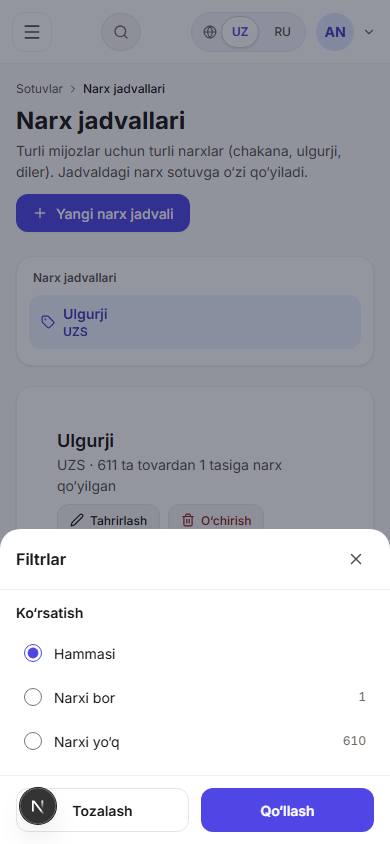 UZ
RU
AN
Sotuvlar > Narx jadvallari
Narx jadvallari
Turli mijozlar uchun turli narxlar (chakana, ulgurji,
diler). Jadvaldagi narx sotuvga o‘zi qo‘yiladi.
+ Yangi narx jadvali
Narx jadvallari
Ulgurji
UZS
Ulgurji
UZS · 611 ta tovardan 1 tasiga narx
qo‘yilgan
Tahrirlash
O‘chirish
Filtrlar
Ko‘rsatish
Hammasi
Narxi bor 1
Narxi yo‘q 610
N
Tozalash
Qo‘llash